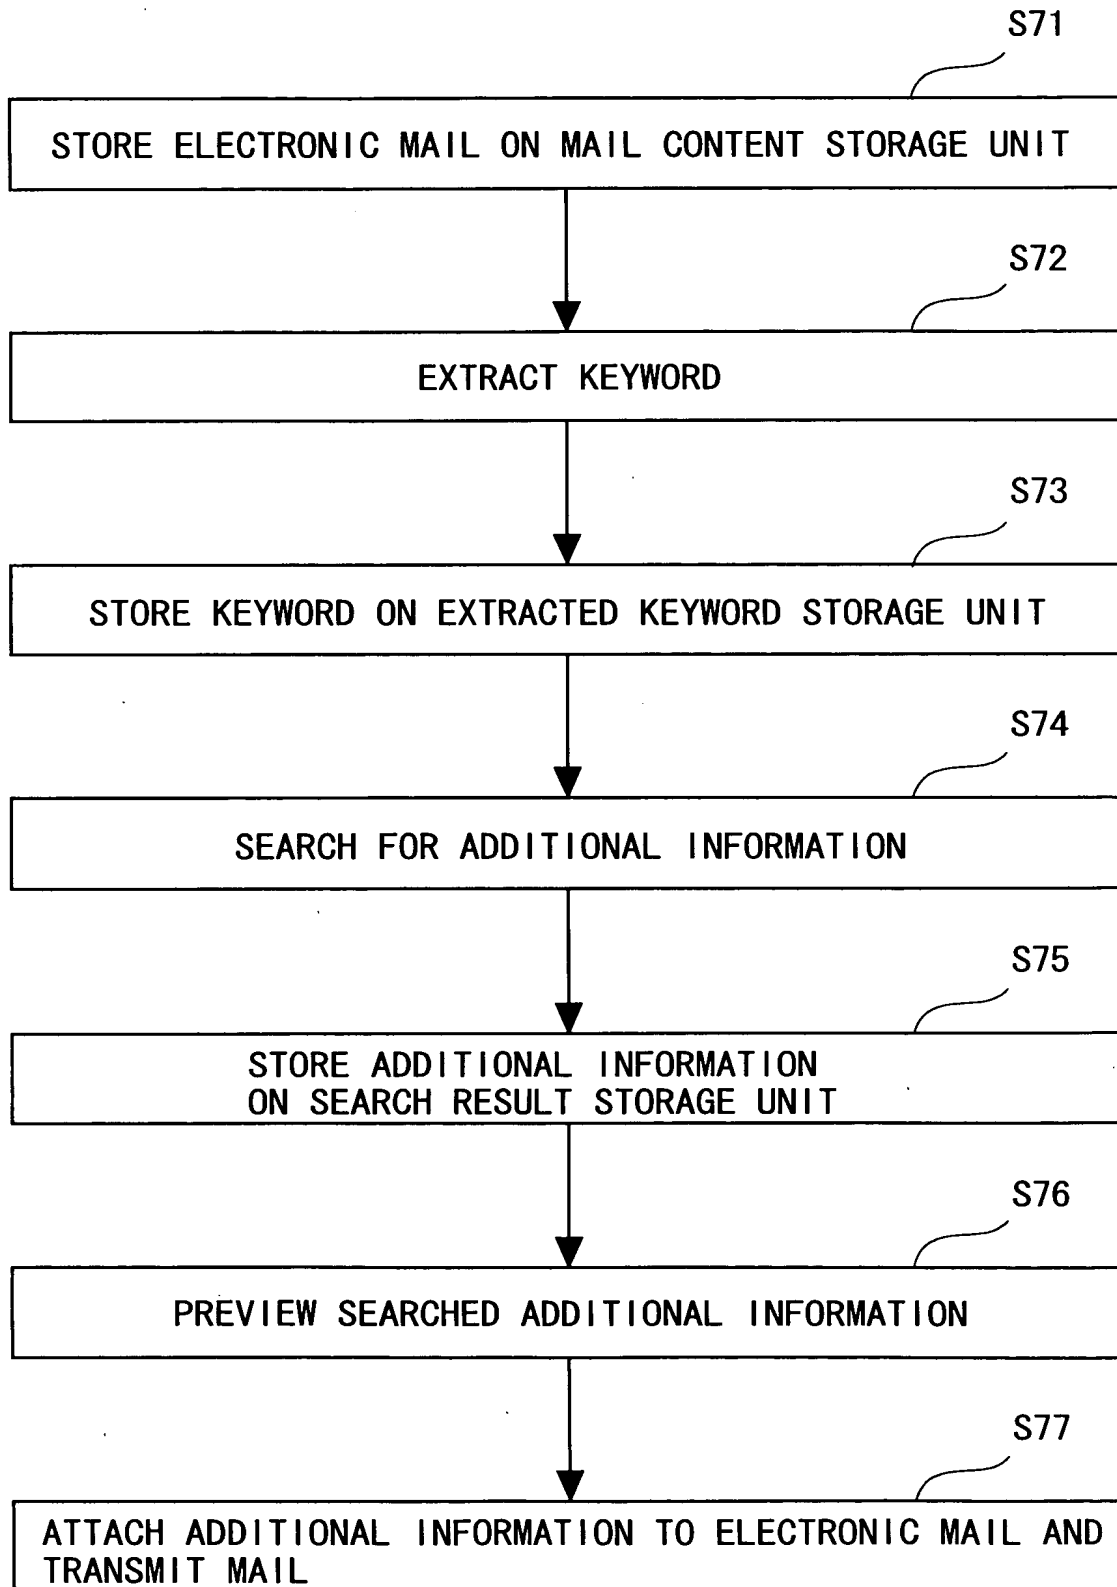 S71
STORE ELECTRONIC MAIL ON MAIL CONTENT STORAGE UNIT
S72
EXTRACT KEYWORD
S73
STORE KEYWORD ON EXTRACTED KEYWORD STORAGE UNIT
S74
SEARCH FOR ADDITIONAL INFORMATION
S75
STORE ADDITIONAL INFORMATION
ON SEARCH RESULT STORAGE UNIT
S76
PREVIEW SEARCHED ADDITIONAL INFORMATION
S77
ATTACH ADDITIONAL INFORMATION TO ELECTRONIC MAIL AND
TRANSMIT MAIL